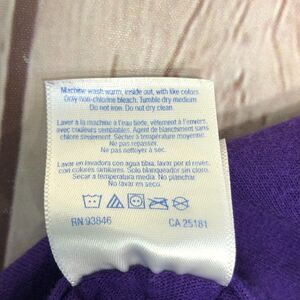 Machine wash warm, inside out, with like colors.
Only non-chlorine bleach. Tumble dry medium.
Do not iron. Do not dry clean.
Laver à la machine à l'eau tiède, vêtement à l'envers,
avec couleurs semblables. Agent de blanchiment sans
chlore seulement. Sécher à température moyenne.
Ne pas repasser.
Ne pas nettoyer à sec.
Lavar en lavadora con agua tibia, lavar por el revés,
con colores similares. Solo blanqueador sin cloro.
Secar a temperatura media. No planchar.
No lavar en seco.
RN 93846 CA 25181